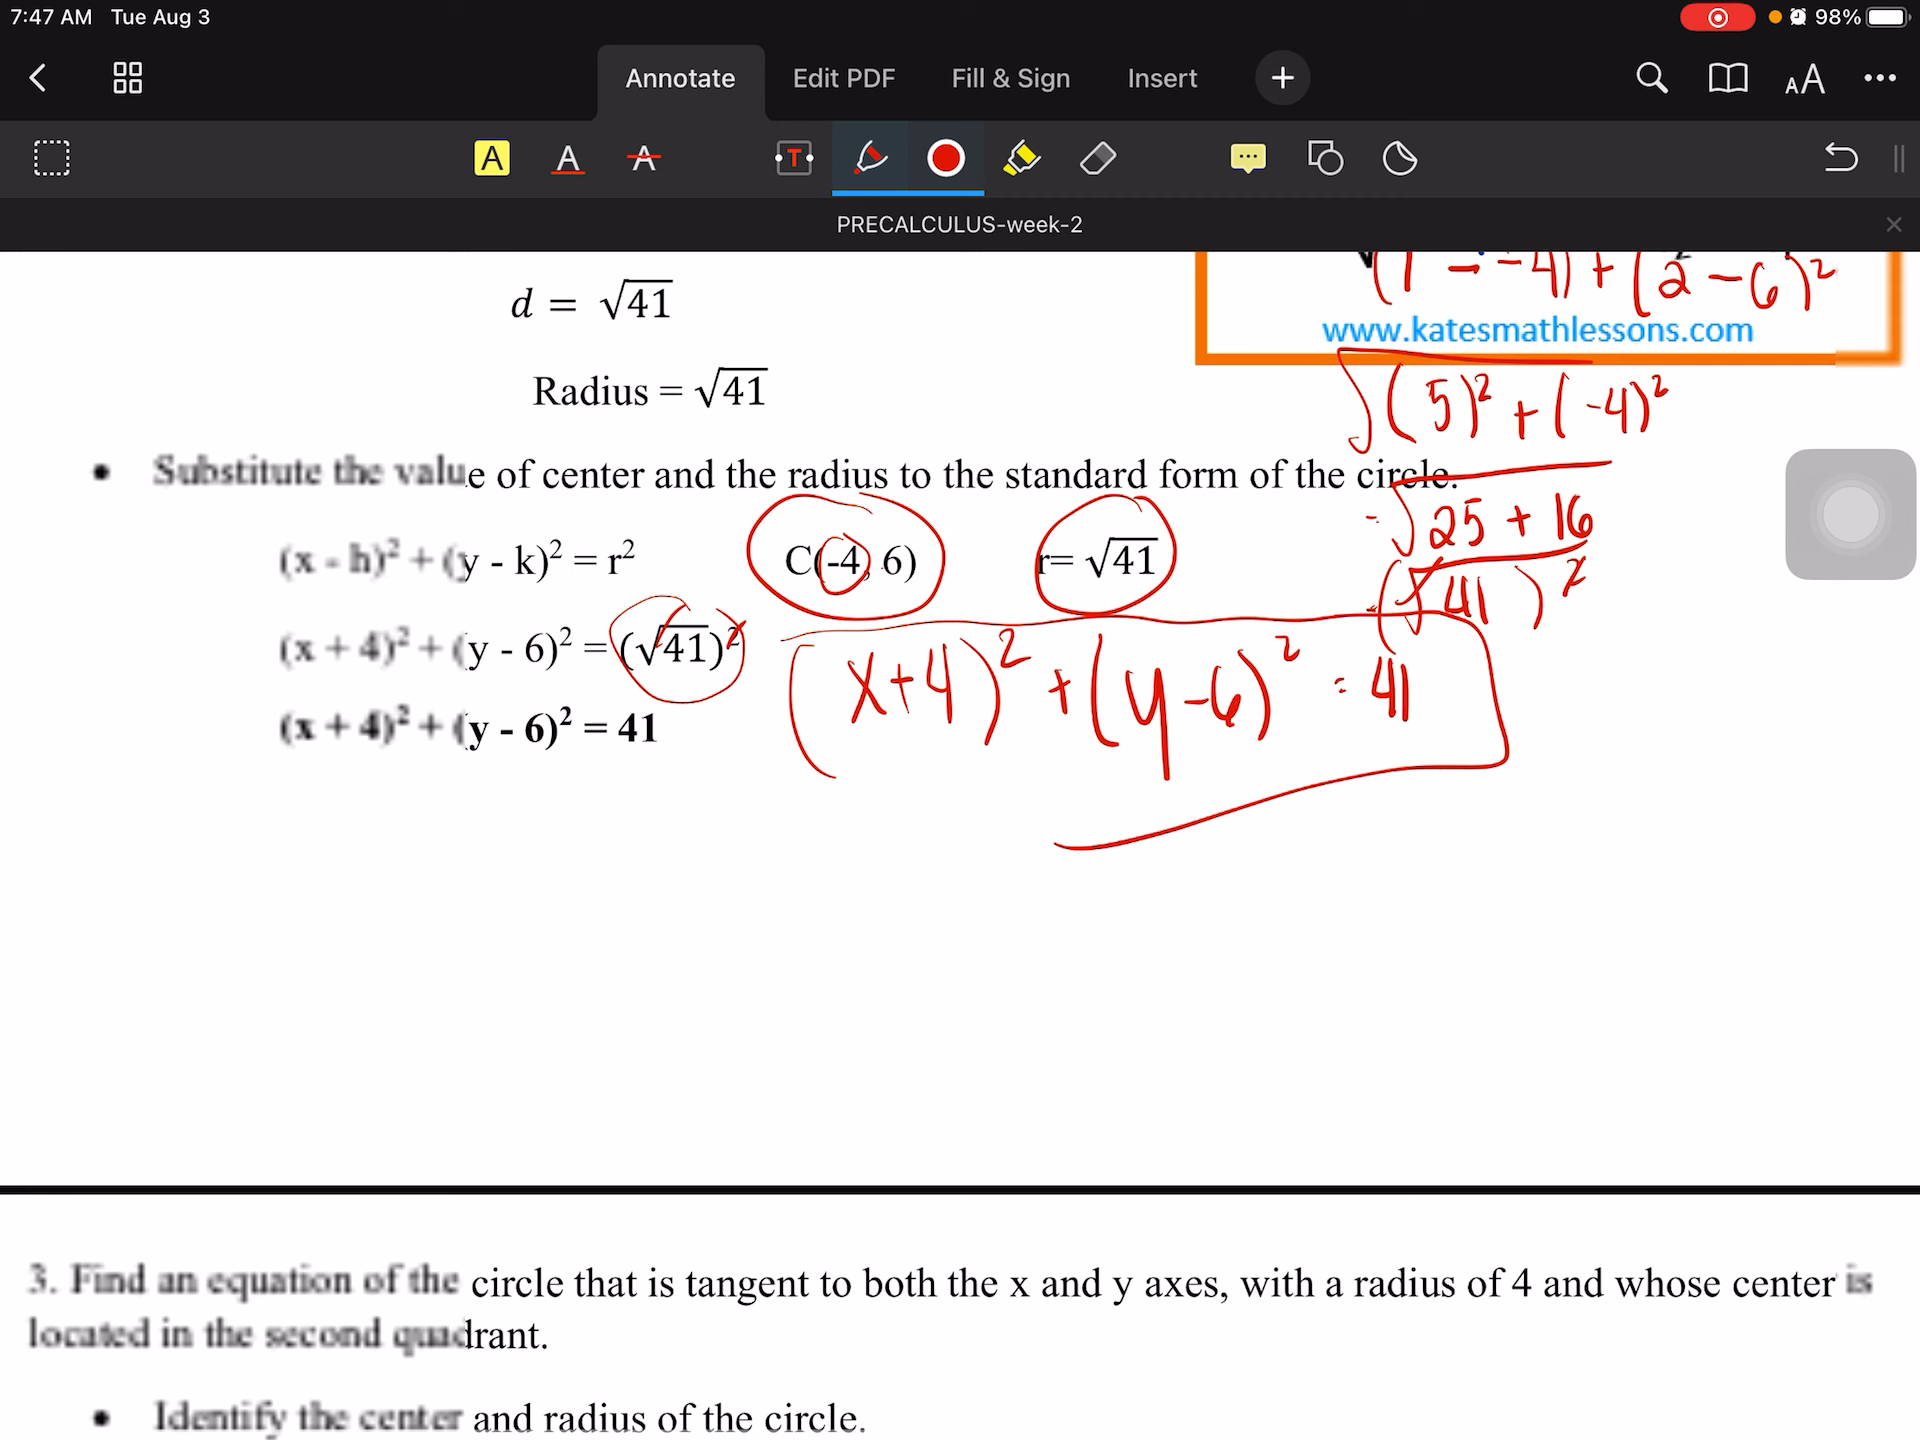 7:47 AM Tue Aug 3
98%
Annotate Edit PDF Fill & Sign Insert +
AA
A A A T
PRECALCULUS-week-2
d = √41
- -4) + (2 - 6)²
www.katesmathlessons.com
Radius = √41
√(5)² + (-4)²
• Substitute the value of center and the radius to the standard form of the circle.
= √25 + 16
(x - h)² + (y - k)² = r² C(-4, 6) r= √41
(√41)²
(x + 4)² + (y - 6)² = (√41)²
(x+4)² + (y-6)² = 41
(x + 4)² + (y - 6)² = 41
3. Find an equation of the circle that is tangent to both the x and y axes, with a radius of 4 and whose center is
located in the second quadrant.
• Identify the center and radius of the circle.